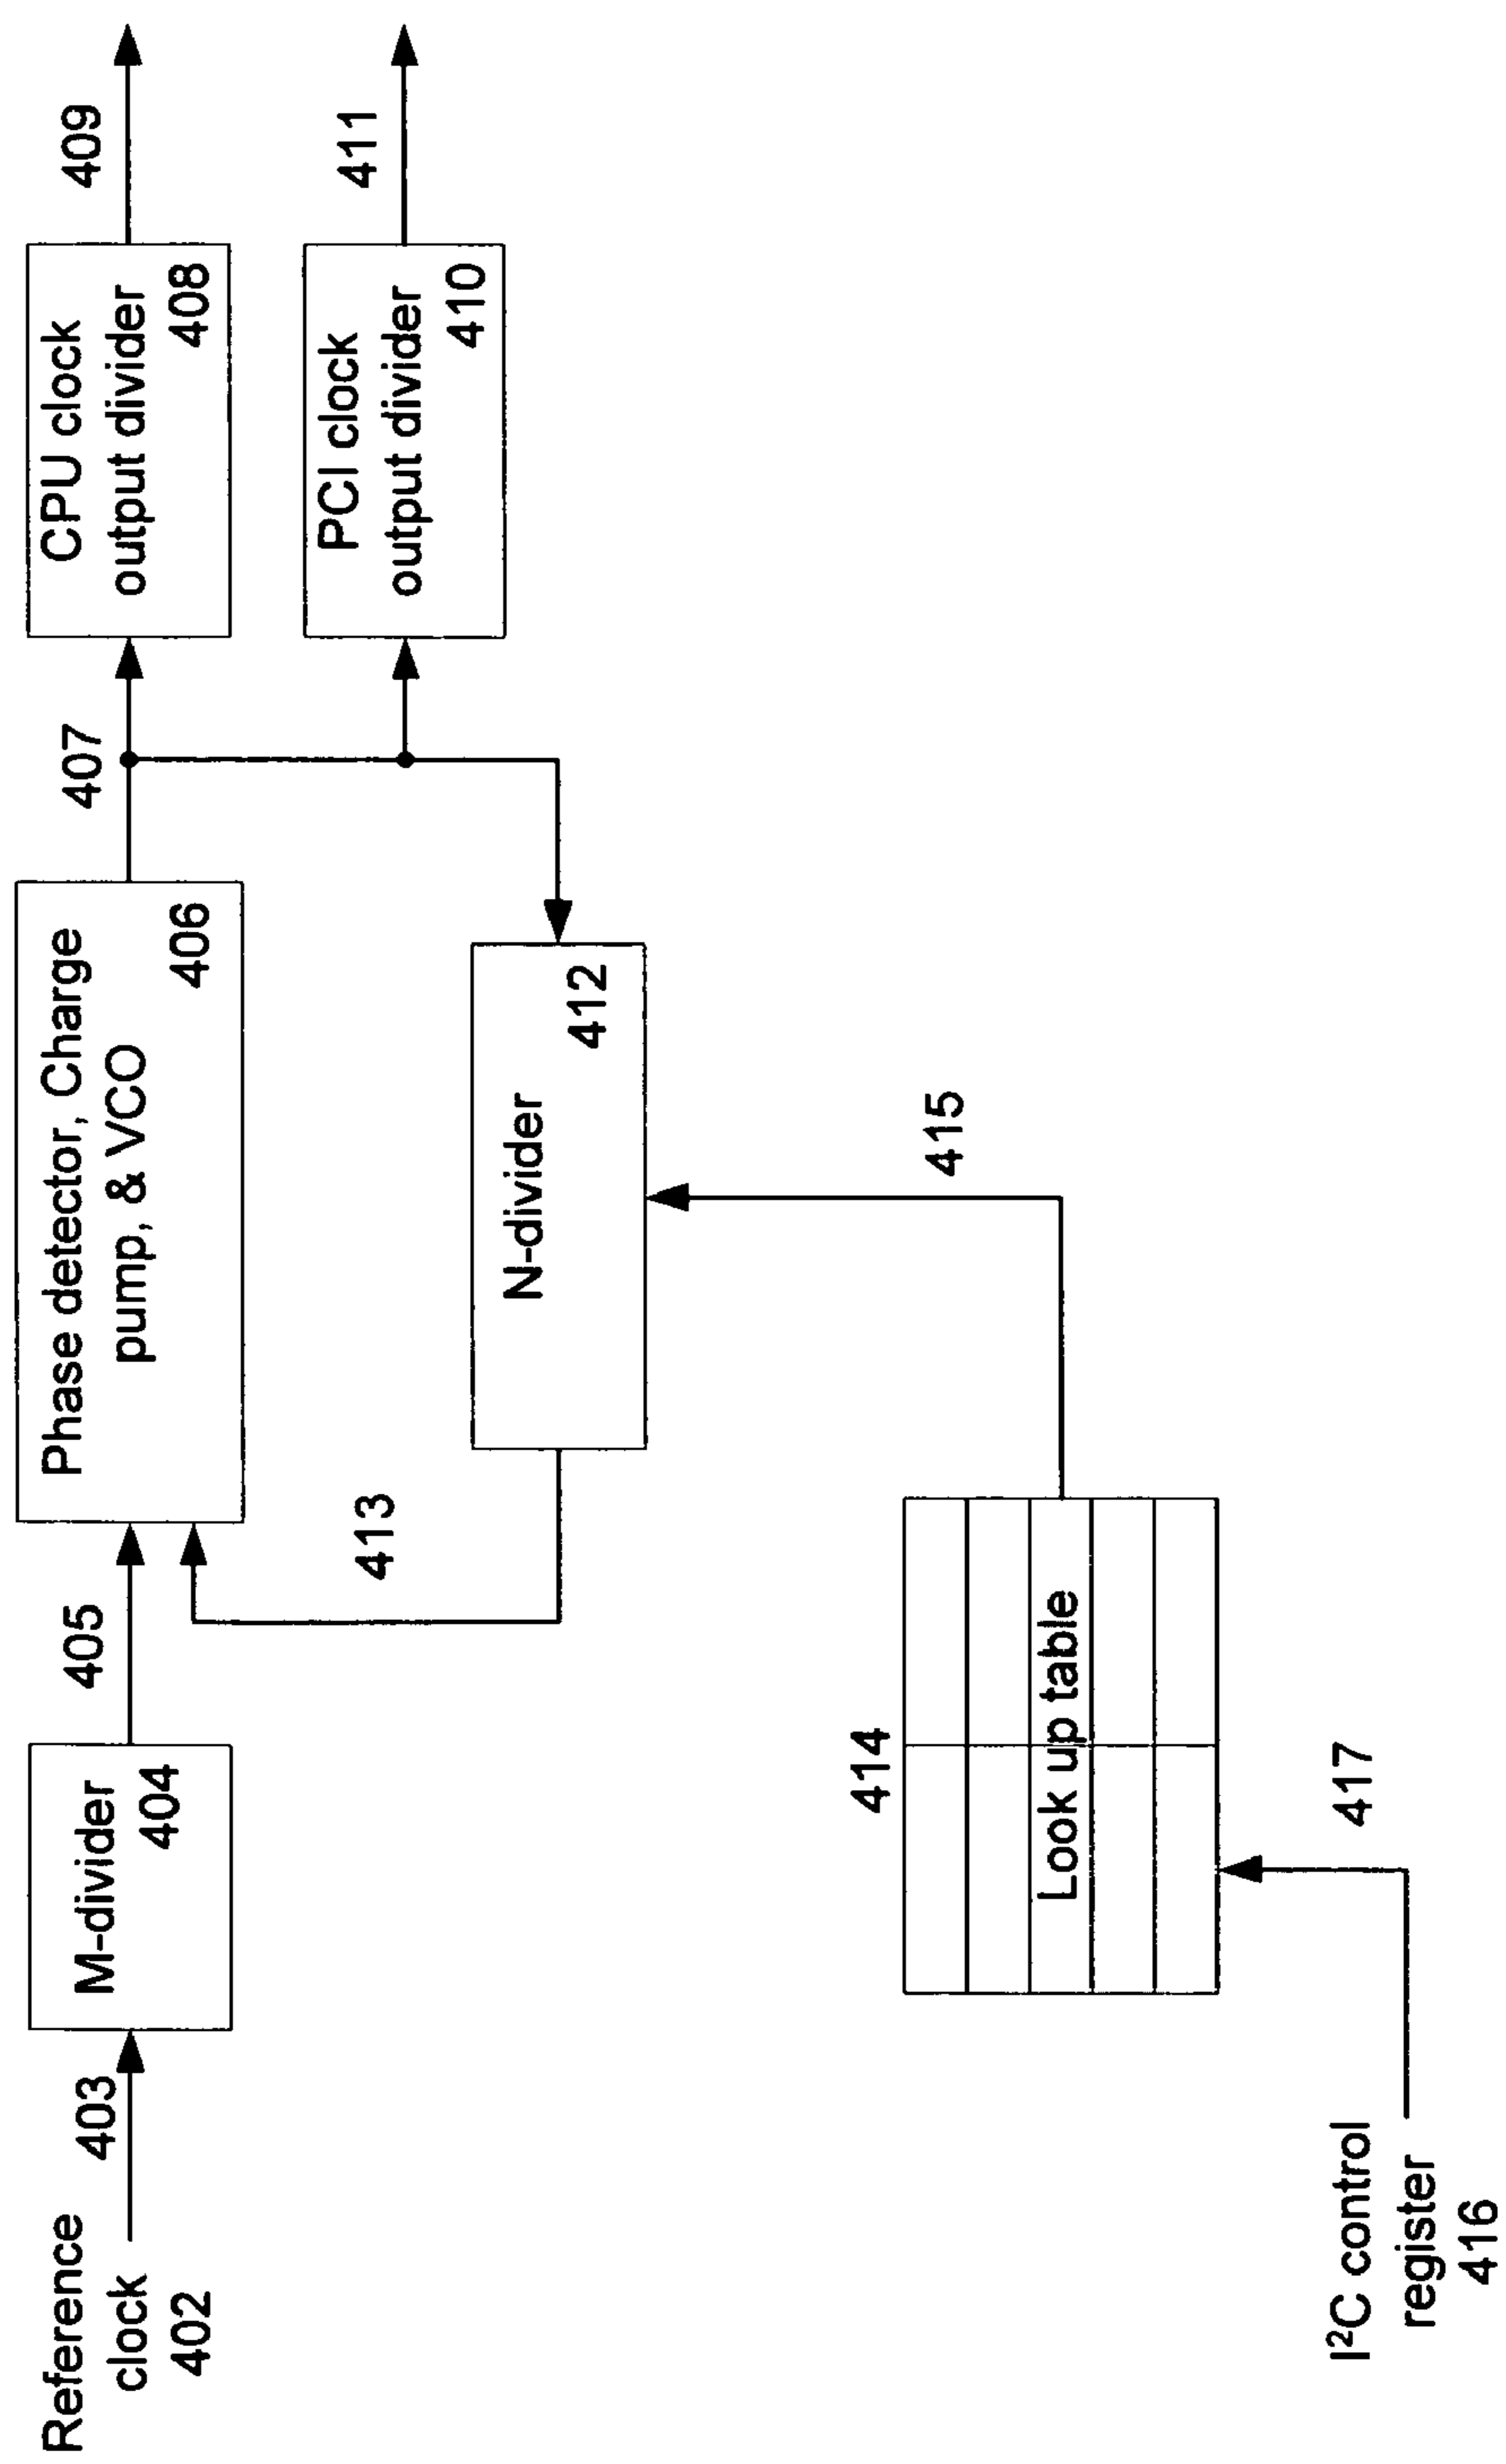 Reference
clock
402
403
M-divider
404
405
Phase detector, Charge
pump, & VCO
406
407
CPU clock
output divider
408
409
PCI clock
output divider
410
411
413
N-divider
412
415
414
Look up table
417
I²C control
register
416